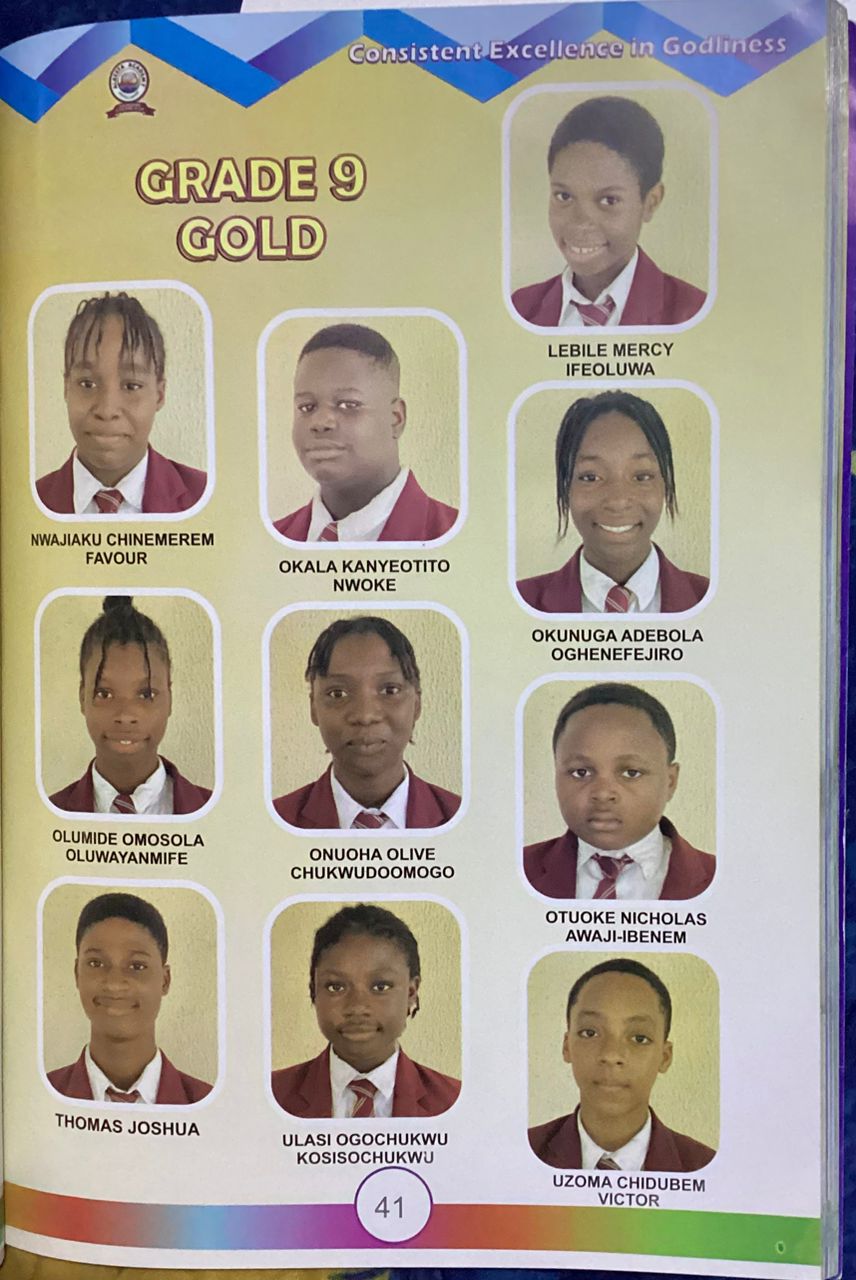 Consistent Excellence in Godliness
GRADE 9
GOLD
LEBILE MERCY
IFEOLUWA
NWAJIAKU CHINEMEREM
FAVOUR
OKALA KANYEOTITO
NWOKE
OKUNUGA ADEBOLA
OGHENEFEJIRO
OLUMIDE OMOSOLA
OLUWAYANMIFE
ONUOHA OLIVE
CHUKWUDOOMOGO
OTUOKE NICHOLAS
AWAJI-IBENEM
THOMAS JOSHUA
ULASI OGOCHUKWU
KOSISOCHUKWU
UZOMA CHIDUBEM
VICTOR
41